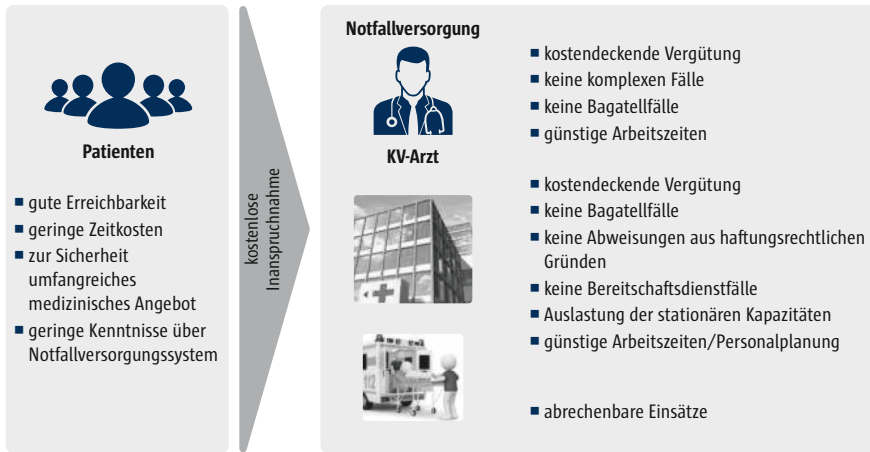 Patienten
■ gute Erreichbarkeit
■ geringe Zeitkosten
■ zur Sicherheit
umfangreiches
medizinisches Angebot
■ geringe Kenntnisse über
Notfallversorgungssystem
kostenlose
Inanspruchnahme
Notfallversorgung
KV-Arzt
■ kostendeckende Vergütung
■ keine komplexen Fälle
■ keine Bagatellfälle
■ günstige Arbeitszeiten
■ kostendeckende Vergütung
■ keine Bagatellfälle
■ keine Abweisungen aus haftungsrechtlichen
Gründen
■ keine Bereitschaftsdienstfälle
■ Auslastung der stationären Kapazitäten
■ günstige Arbeitszeiten/Personalplanung
112
■ abrechenbare Einsätze